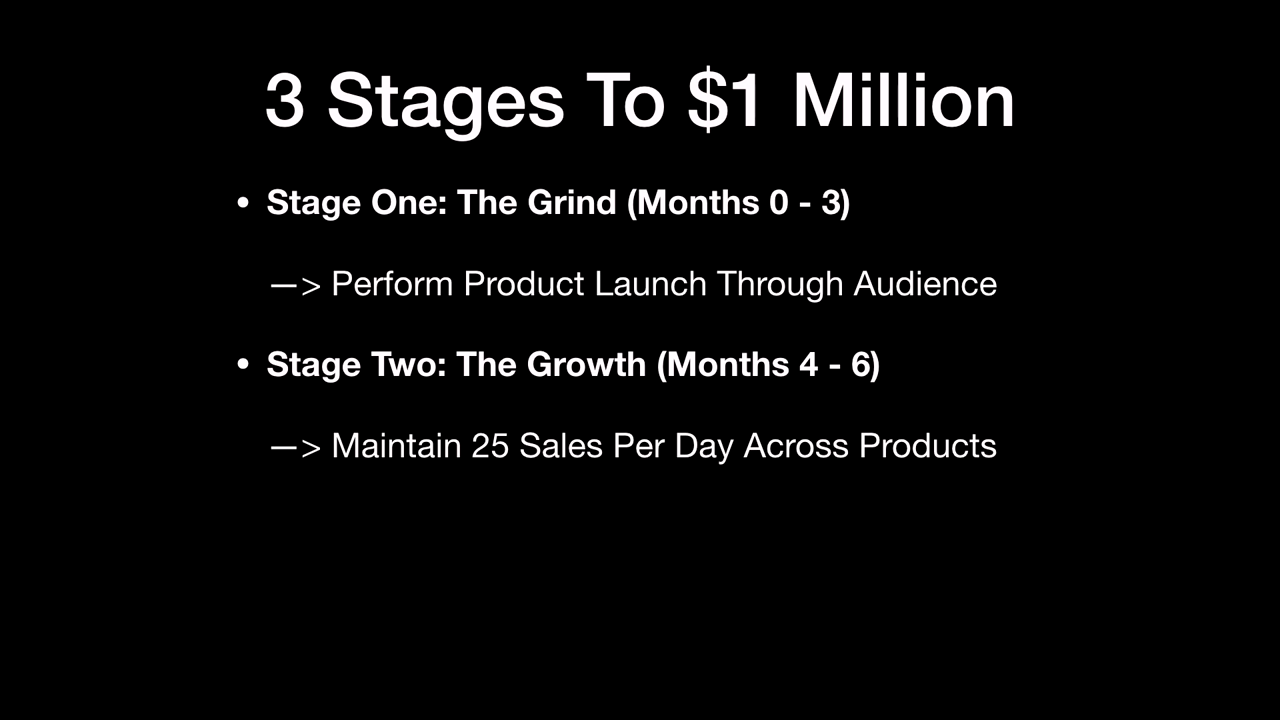 3 Stages To $1 Million
• Stage One: The Grind (Months 0 - 3)
—> Perform Product Launch Through Audience
• Stage Two: The Growth (Months 4 - 6)
—> Maintain 25 Sales Per Day Across Products